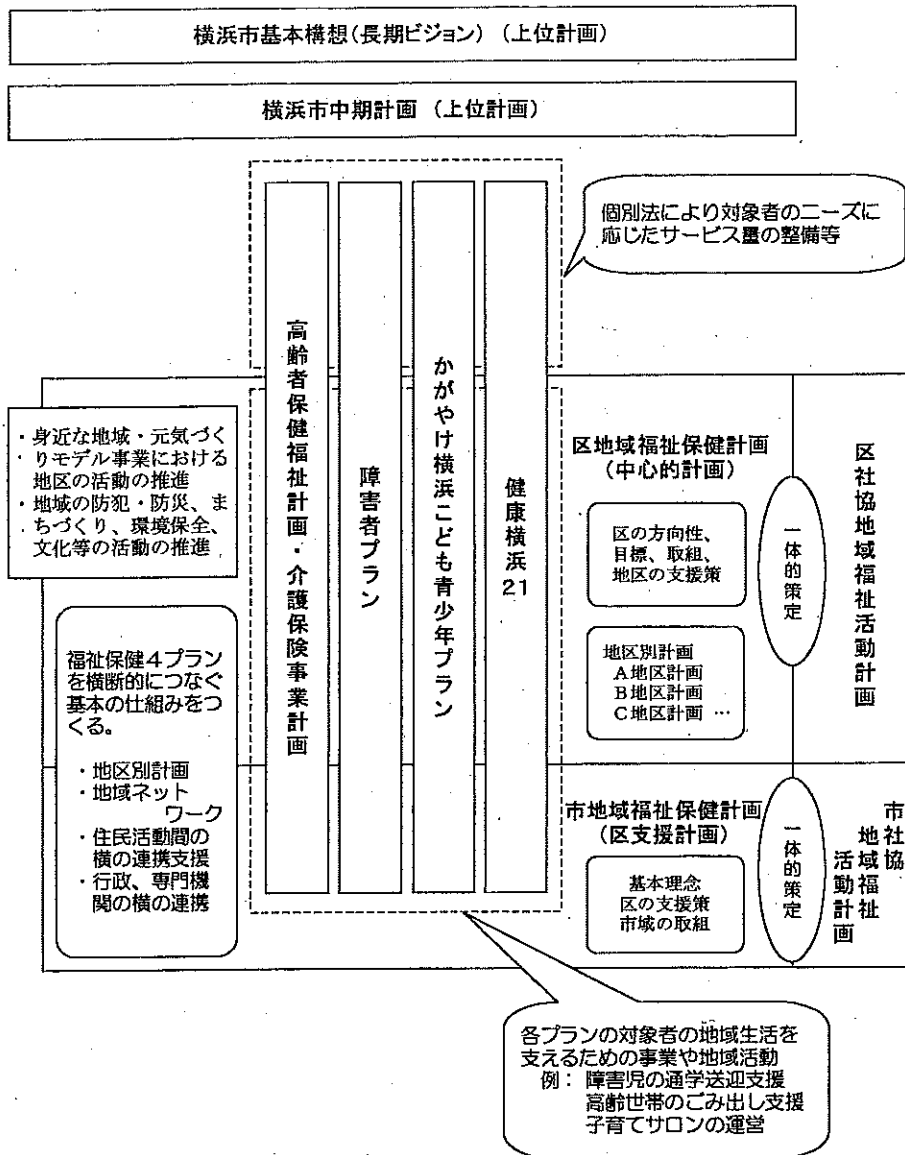 横浜市基本構想(長期ビジョン) (上位計画)
横浜市中期計画 (上位計画)
個別法により対象者のニーズに
応じたサービス量の整備等
高齢者保健福祉計画・介護保険事業計画
障害者プラン
かがやけ横浜こども青少年プラン
健康横浜21
・身近な地域・元気づく
りモデル事業における
地区の活動の推進
・地域の防犯・防災、ま
ちづくり、環境保全、
文化等の活動の推進
福祉保健4プラン
を横断的につなぐ
基本の仕組みをつ
くる。
・地区別計画
・地域ネット
ワーク
・住民活動間の
横の連携支援
・行政、専門機
関の横の連携
区地域福祉保健計画
(中心的計画)
区の方向性、
目標、取組、
地区の支援策
地区別計画
A地区計画
B地区計画
C地区計画 …
一体的策定
区社協地域福祉活動計画
市地域福祉保健計画
(区支援計画)
基本理念
区の支援策
市域の取組
一体的策定
市社協
地域福祉
活動計画
各プランの対象者の地域生活を
支えるための事業や地域活動
例: 障害児の通学送迎支援
高齢世帯のごみ出し支援
子育てサロンの運営